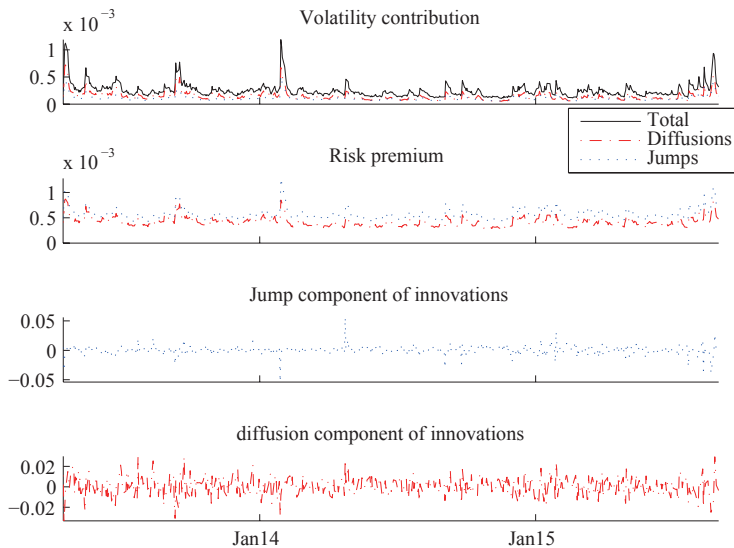 Volatility contribution
x 10⁻³
1
0.5
0
Total
Diffusions
Jumps
Risk premium
x 10⁻³
1
0.5
0
Jump component of innovations
0.05
0
−0.05
diffusion component of innovations
0.02
0
−0.02
Jan14 Jan15